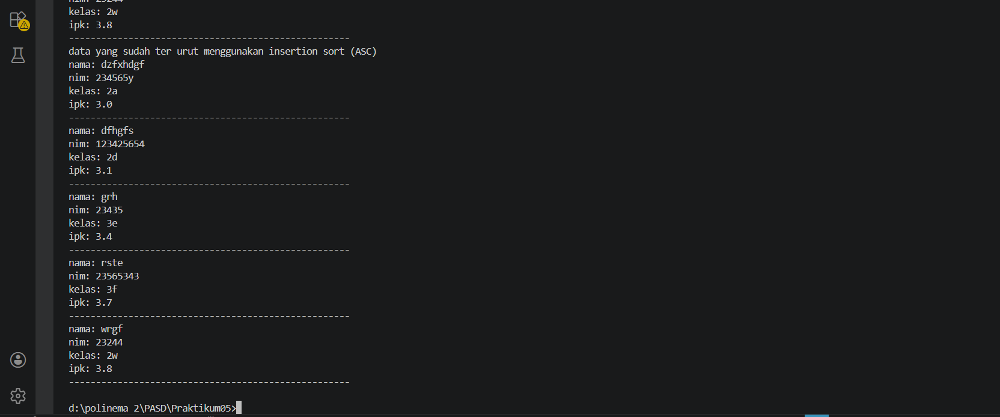 nim: 23244
kelas: 2w
ipk: 3.8
----------------------------------------------------
data yang sudah ter urut menggunakan insertion sort (ASC)
nama: dzfxhdgf
nim: 234565y
kelas: 2a
ipk: 3.0
----------------------------------------------------
nama: dfhgfs
nim: 123425654
kelas: 2d
ipk: 3.1
----------------------------------------------------
nama: grh
nim: 23435
kelas: 3e
ipk: 3.4
----------------------------------------------------
nama: rste
nim: 23565343
kelas: 3f
ipk: 3.7
----------------------------------------------------
nama: wrgf
nim: 23244
kelas: 2w
ipk: 3.8
----------------------------------------------------
d:\polinema 2\PASD\Praktikum05>